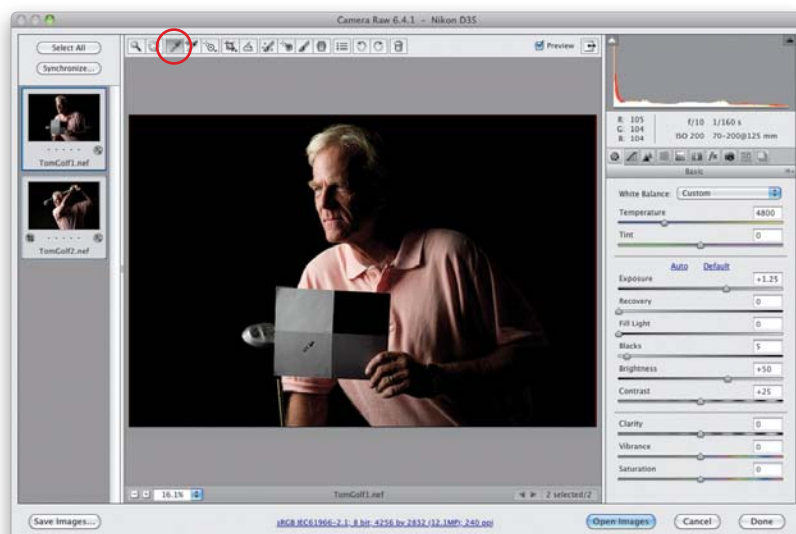 Camera Raw 6.4.1 – Nikon D3S
Select All
Synchronize...
Preview
TomGolf1.nef
TomGolf2.nef
R: 105
G: 104
B: 104
f/10 1/160 s
ISO 200 70-200@125 mm
Basic
White Balance: Custom
Temperature 4800
Tint 0
Auto Default
Exposure +1.25
Recovery 0
Fill Light 0
Blacks 5
Brightness +50
Contrast +25
Clarity 0
Vibrance 0
Saturation 0
16.1% TomGolf1.nef 2 selected/2
Save Images... sRGB IEC61966-2.1; 8 bit; 4256 by 2832 (12.1MP); 240 ppi Open Images Cancel Done